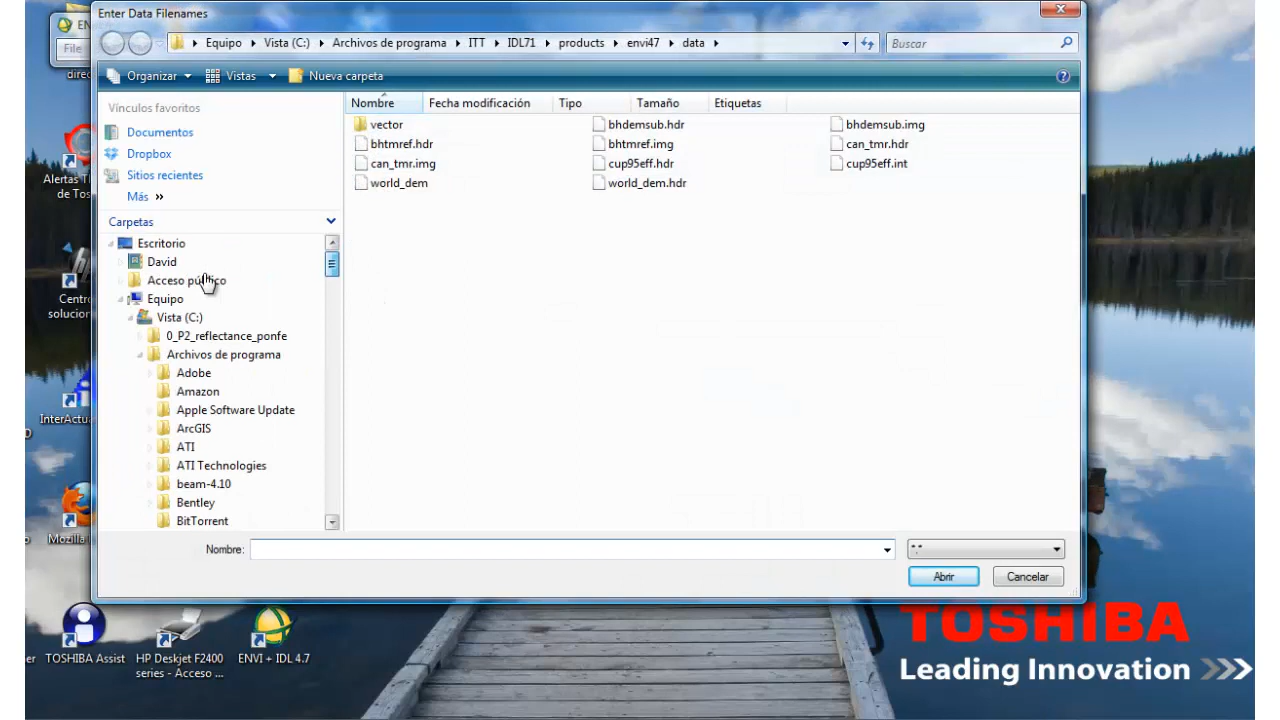 Enter Data Filenames
EN
File
Equipo
Vista (C:)
Archivos de programa
ITT
IDL71
products
envi47
data
Buscar
Organizar
Vistas
Nueva carpeta
Vínculos favoritos
Documentos
Dropbox
Sitios recientes
Más »
Carpetas
Escritorio
David
Acceso público
Equipo
Vista (C:)
0_P2_reflectance_ponfe
Archivos de programa
Adobe
Amazon
Apple Software Update
ArcGIS
ATI
ATI Technologies
beam-4.10
Bentley
BitTorrent
Nombre
Fecha modificación
Tipo
Tamaño
Etiquetas
vector
bhdemsub.hdr
bhdemsub.img
bhtmref.hdr
bhtmref.img
can_tmr.hdr
can_tmr.img
cup95eff.hdr
cup95eff.int
world_dem
world_dem.hdr
Nombre:
*.*
Abrir
Cancelar
direc
Alertas T
de Tos
Centro
solucion
InterActu
Mozilla
TOSHIBA Assist
HP Deskjet F2400
series - Acceso ...
ENVI + IDL 4.7
TOSHIBA
Leading Innovation >>>